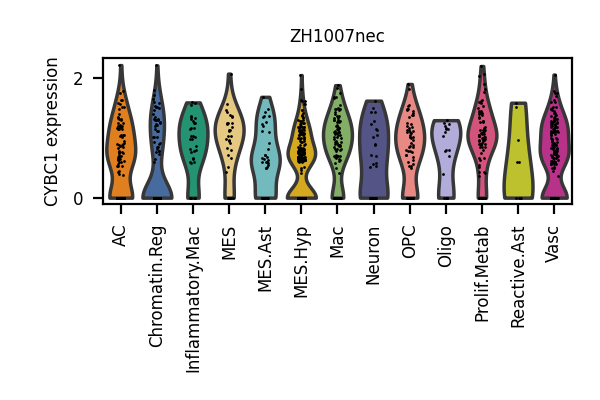 ZH1007nec
CYBC1 expression
2
0
AC
Chromatin.Reg
Inflammatory.Mac
MES
MES.Ast
MES.Hyp
Mac
Neuron
OPC
Oligo
Prolif.Metab
Reactive.Ast
Vasc